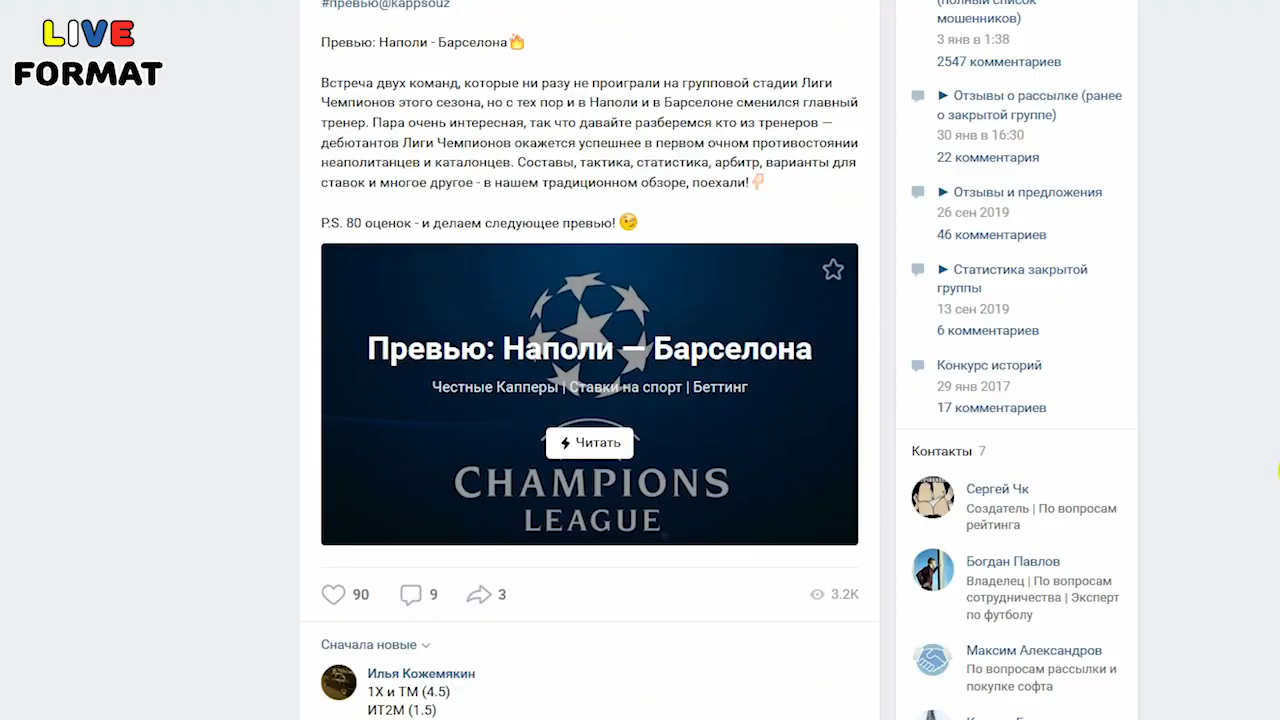 LIVE
FORMAT
#превью@kappsouz
Превью: Наполи - Барселона🔥
Встреча двух команд, которые ни разу не проиграли на групповой стадии Лиги
Чемпионов этого сезона, но с тех пор и в Наполи и в Барселоне сменился главный
тренер. Пара очень интересная, так что давайте разберемся кто из тренеров —
дебютантов Лиги Чемпионов окажется успешнее в первом очном противостоянии
неаполитанцев и каталонцев. Составы, тактика, статистика, арбитр, варианты для
ставок и многое другое - в нашем традиционном обзоре, поехали!👇🏻
P.S. 80 оценок - и делаем следующее превью! 😉
Превью: Наполи — Барселона
Честные Капперы | Ставки на спорт | Беттинг
Читать
CHAMPIONS
LEAGUE
90
9
3
3.2K
Сначала новые
Илья Кожемякин
1X и ТМ (4.5)
ИТ2М (1.5)
(полный список
мошенников)
3 янв в 1:38
2547 комментариев
► Отзывы о рассылке (ранее
о закрытой группе)
30 янв в 16:30
22 комментария
► Отзывы и предложения
26 сен 2019
46 комментариев
► Статистика закрытой
группы
13 сен 2019
6 комментариев
Конкурс историй
29 янв 2017
17 комментариев
Контакты 7
Сергей Чк
Создатель | По вопросам
рейтинга
Богдан Павлов
Владелец | По вопросам
сотрудничества | Эксперт
по футболу
Максим Александров
По вопросам рассылки и
покупке софта